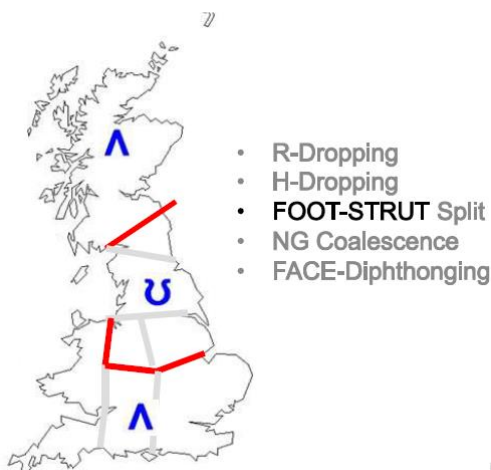 ʌ
• R-Dropping
• H-Dropping
• FOOT-STRUT Split
• NG Coalescence
• FACE-Diphthonging
ʊ
ʌ